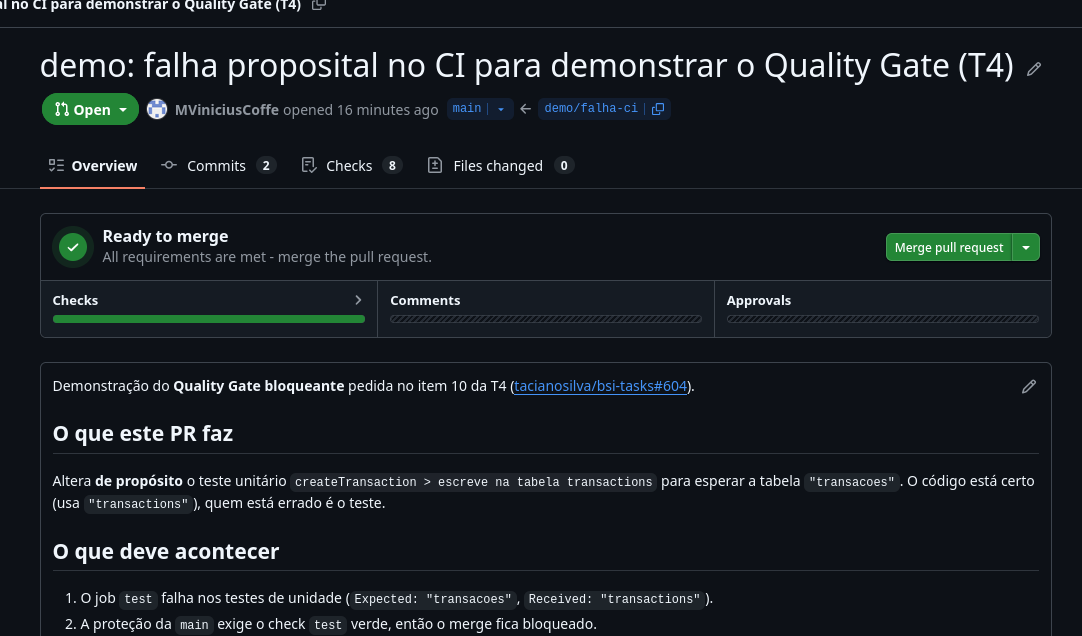 al no CI para demonstrar o Quality Gate (T4)
demo: falha proposital no CI para demonstrar o Quality Gate (T4)
Open MViniciusCoffe opened 16 minutes ago main demo/falha-ci
Overview Commits 2 Checks 8 Files changed 0
Ready to merge
All requirements are met - merge the pull request.
Merge pull request
Checks Comments Approvals
Demonstração do Quality Gate bloqueante pedida no item 10 da T4 (tacianosilva/bsi-tasks#604).
O que este PR faz
Altera de propósito o teste unitário createTransaction > escreve na tabela transactions para esperar a tabela "transacoes". O código está certo
(usa "transactions"), quem está errado é o teste.
O que deve acontecer
1. O job test falha nos testes de unidade (Expected: "transacoes", Received: "transactions").
2. A proteção da main exige o check test verde, então o merge fica bloqueado.